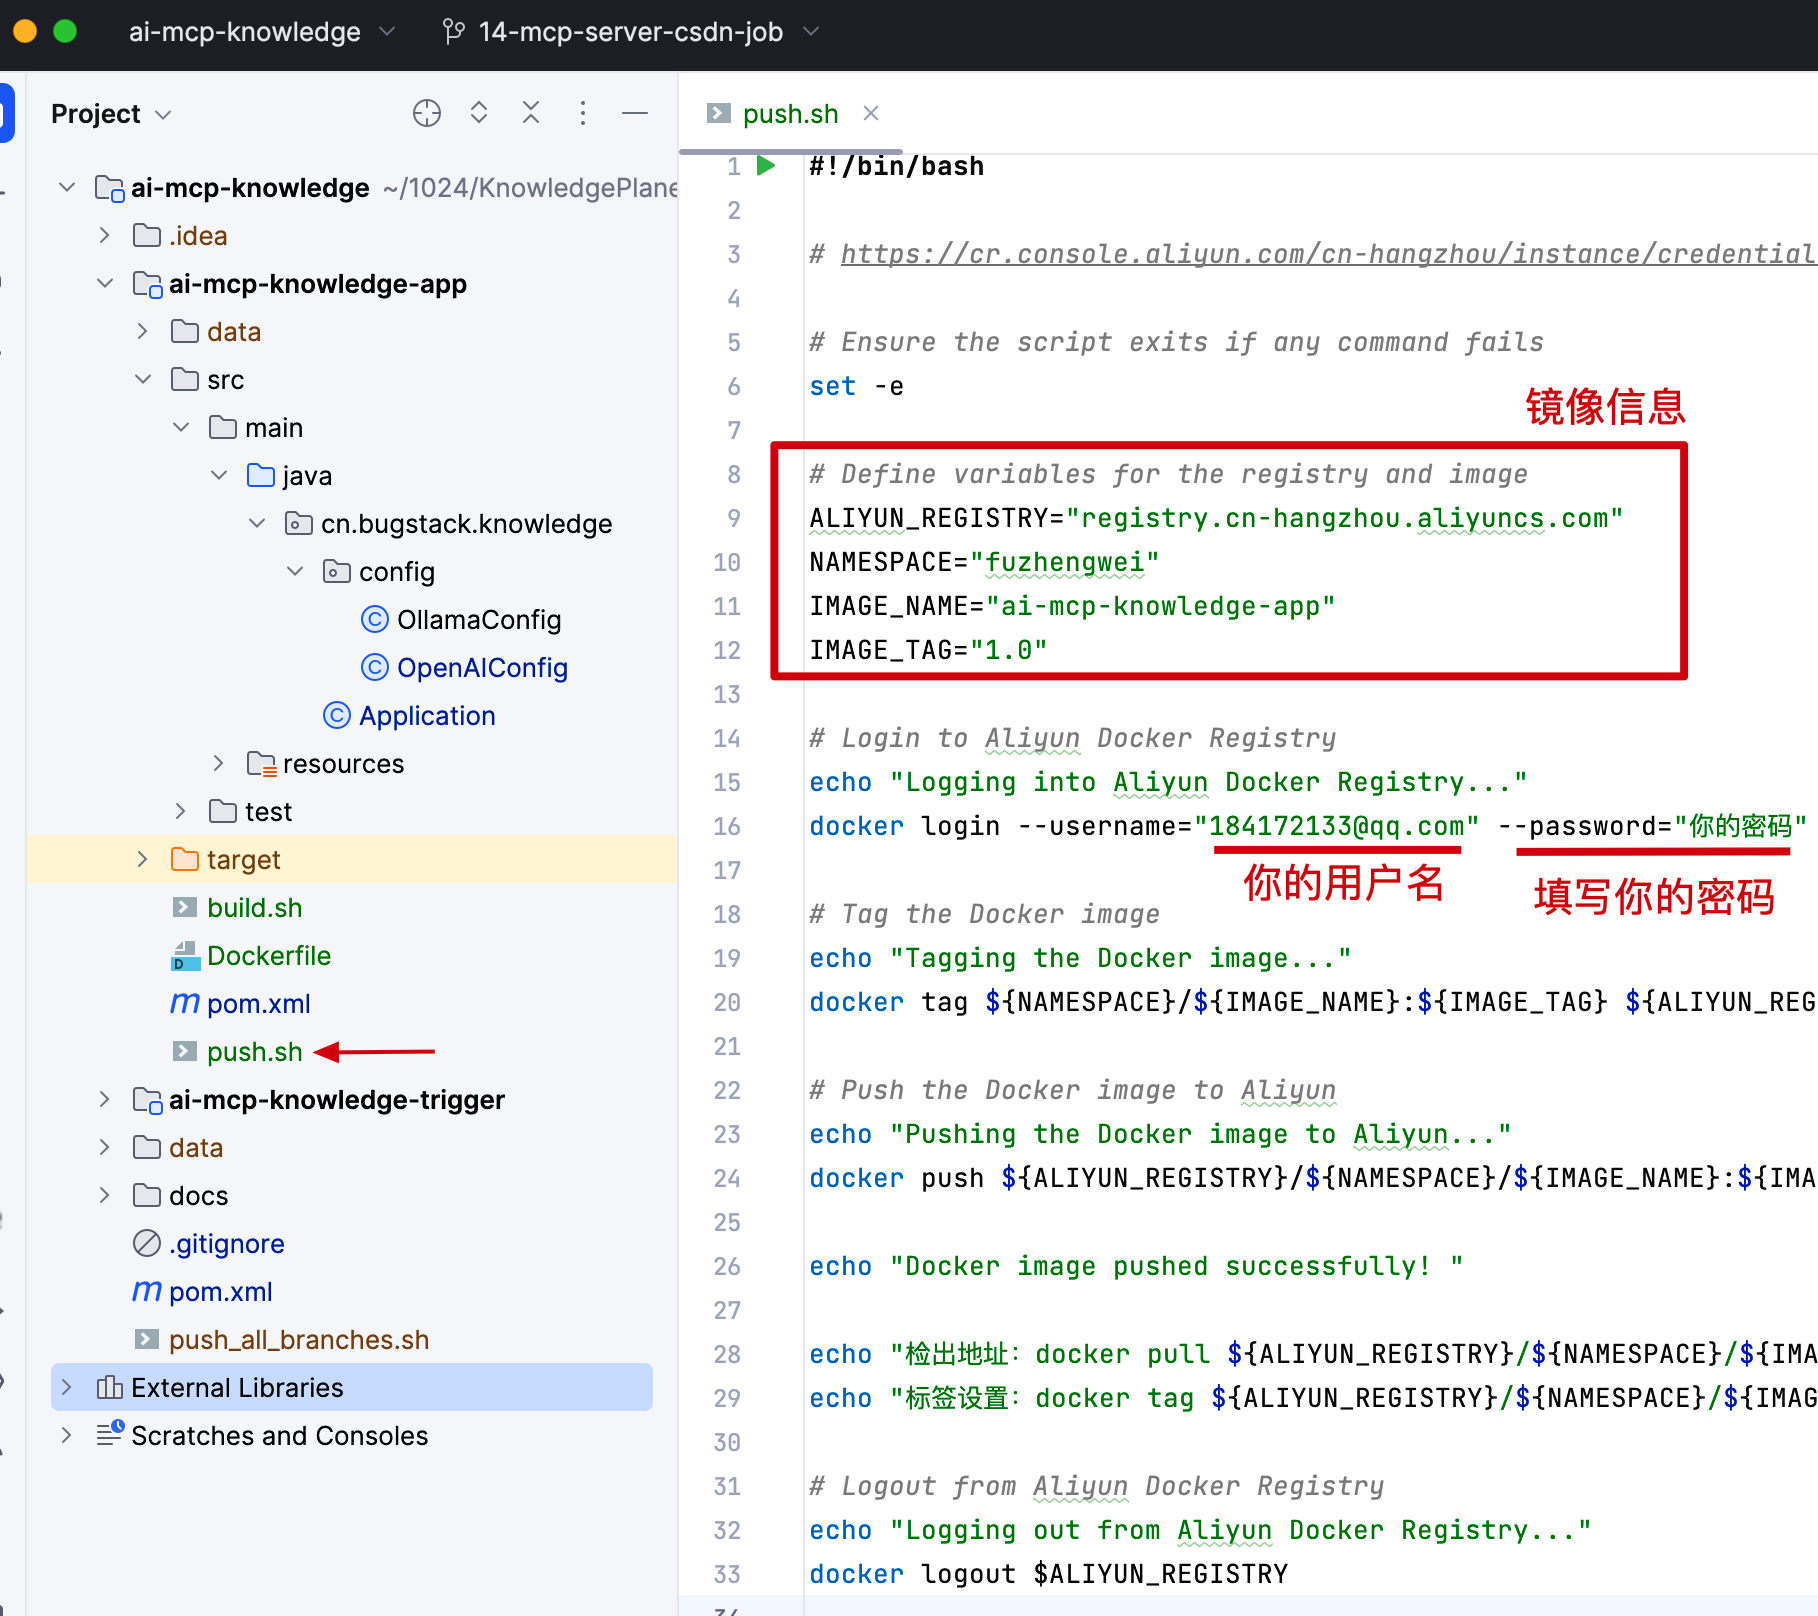 ai-mcp-knowledge
14-mcp-server-csdn-job
Project
ai-mcp-knowledge ~/1024/KnowledgePlane
.idea
ai-mcp-knowledge-app
data
src
main
java
cn.bugstack.knowledge
config
OllamaConfig
OpenAIConfig
Application
resources
test
target
build.sh
Dockerfile
pom.xml
push.sh
ai-mcp-knowledge-trigger
data
docs
.gitignore
pom.xml
push_all_branches.sh
External Libraries
Scratches and Consoles
push.sh
1 #!/bin/bash
2
3 # https://cr.console.aliyun.com/cn-hangzhou/instance/credential
4
5 # Ensure the script exits if any command fails
6 set -e
镜像信息
7
8 # Define variables for the registry and image
9 ALIYUN_REGISTRY="registry.cn-hangzhou.aliyuncs.com"
10 NAMESPACE="fuzhengwei"
11 IMAGE_NAME="ai-mcp-knowledge-app"
12 IMAGE_TAG="1.0"
13
14 # Login to Aliyun Docker Registry
15 echo "Logging into Aliyun Docker Registry..."
16 docker login --username="184172133@qq.com" --password="你的密码"
17
你的用户名 填写你的密码
18 # Tag the Docker image
19 echo "Tagging the Docker image..."
20 docker tag ${NAMESPACE}/${IMAGE_NAME}:${IMAGE_TAG} ${ALIYUN_REG
21
22 # Push the Docker image to Aliyun
23 echo "Pushing the Docker image to Aliyun..."
24 docker push ${ALIYUN_REGISTRY}/${NAMESPACE}/${IMAGE_NAME}:${IMA
25
26 echo "Docker image pushed successfully! "
27
28 echo "检出地址：docker pull ${ALIYUN_REGISTRY}/${NAMESPACE}/${IMA
29 echo "标签设置：docker tag ${ALIYUN_REGISTRY}/${NAMESPACE}/${IMAG
30
31 # Logout from Aliyun Docker Registry
32 echo "Logging out from Aliyun Docker Registry..."
33 docker logout $ALIYUN_REGISTRY